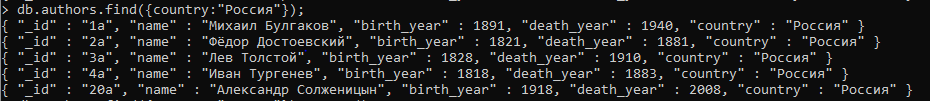 > db.authors.find({country:"Россия"});
{ "_id" : "1a", "name" : "Михаил Булгаков", "birth_year" : 1891, "death_year" : 1940, "country" : "Россия" }
{ "_id" : "2a", "name" : "Фёдор Достоевский", "birth_year" : 1821, "death_year" : 1881, "country" : "Россия" }
{ "_id" : "3a", "name" : "Лев Толстой", "birth_year" : 1828, "death_year" : 1910, "country" : "Россия" }
{ "_id" : "4a", "name" : "Иван Тургенев", "birth_year" : 1818, "death_year" : 1883, "country" : "Россия" }
{ "_id" : "20a", "name" : "Александр Солженицын", "birth_year" : 1918, "death_year" : 2008, "country" : "Россия" }